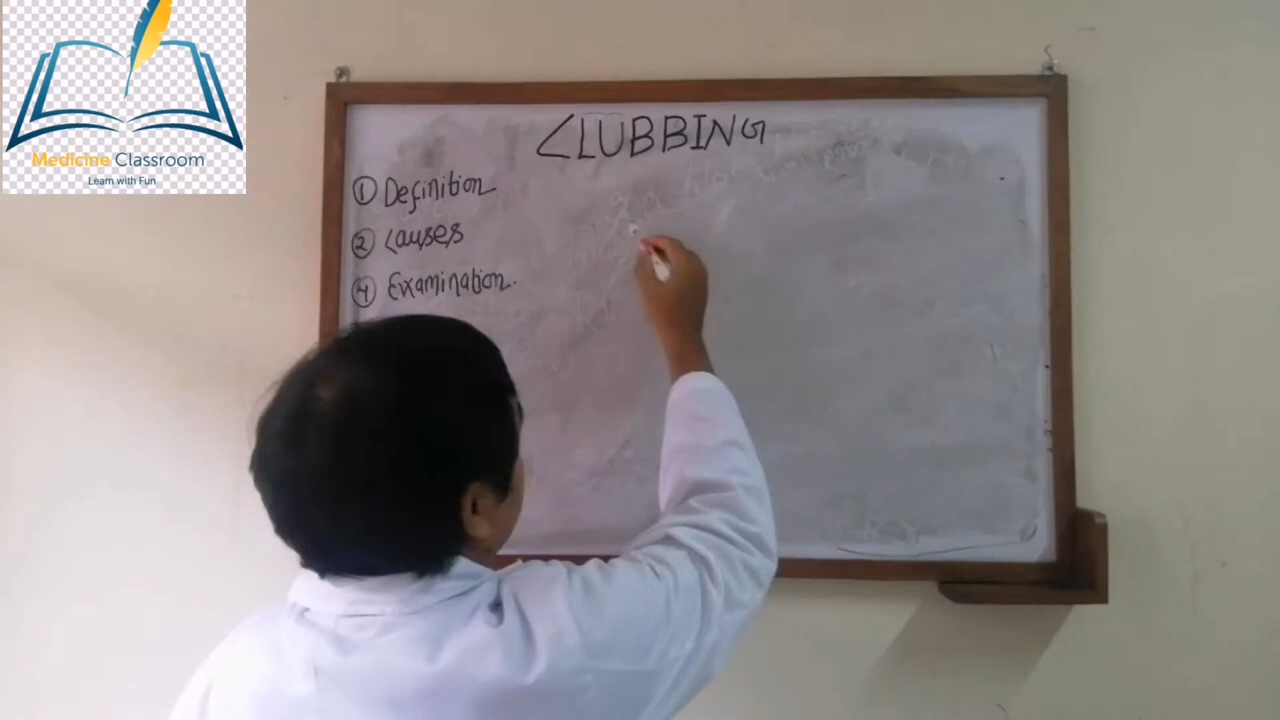 Medicine Classroom
Learn with Fun
CLUBBING
① Definition
② Causes
④ Examination.